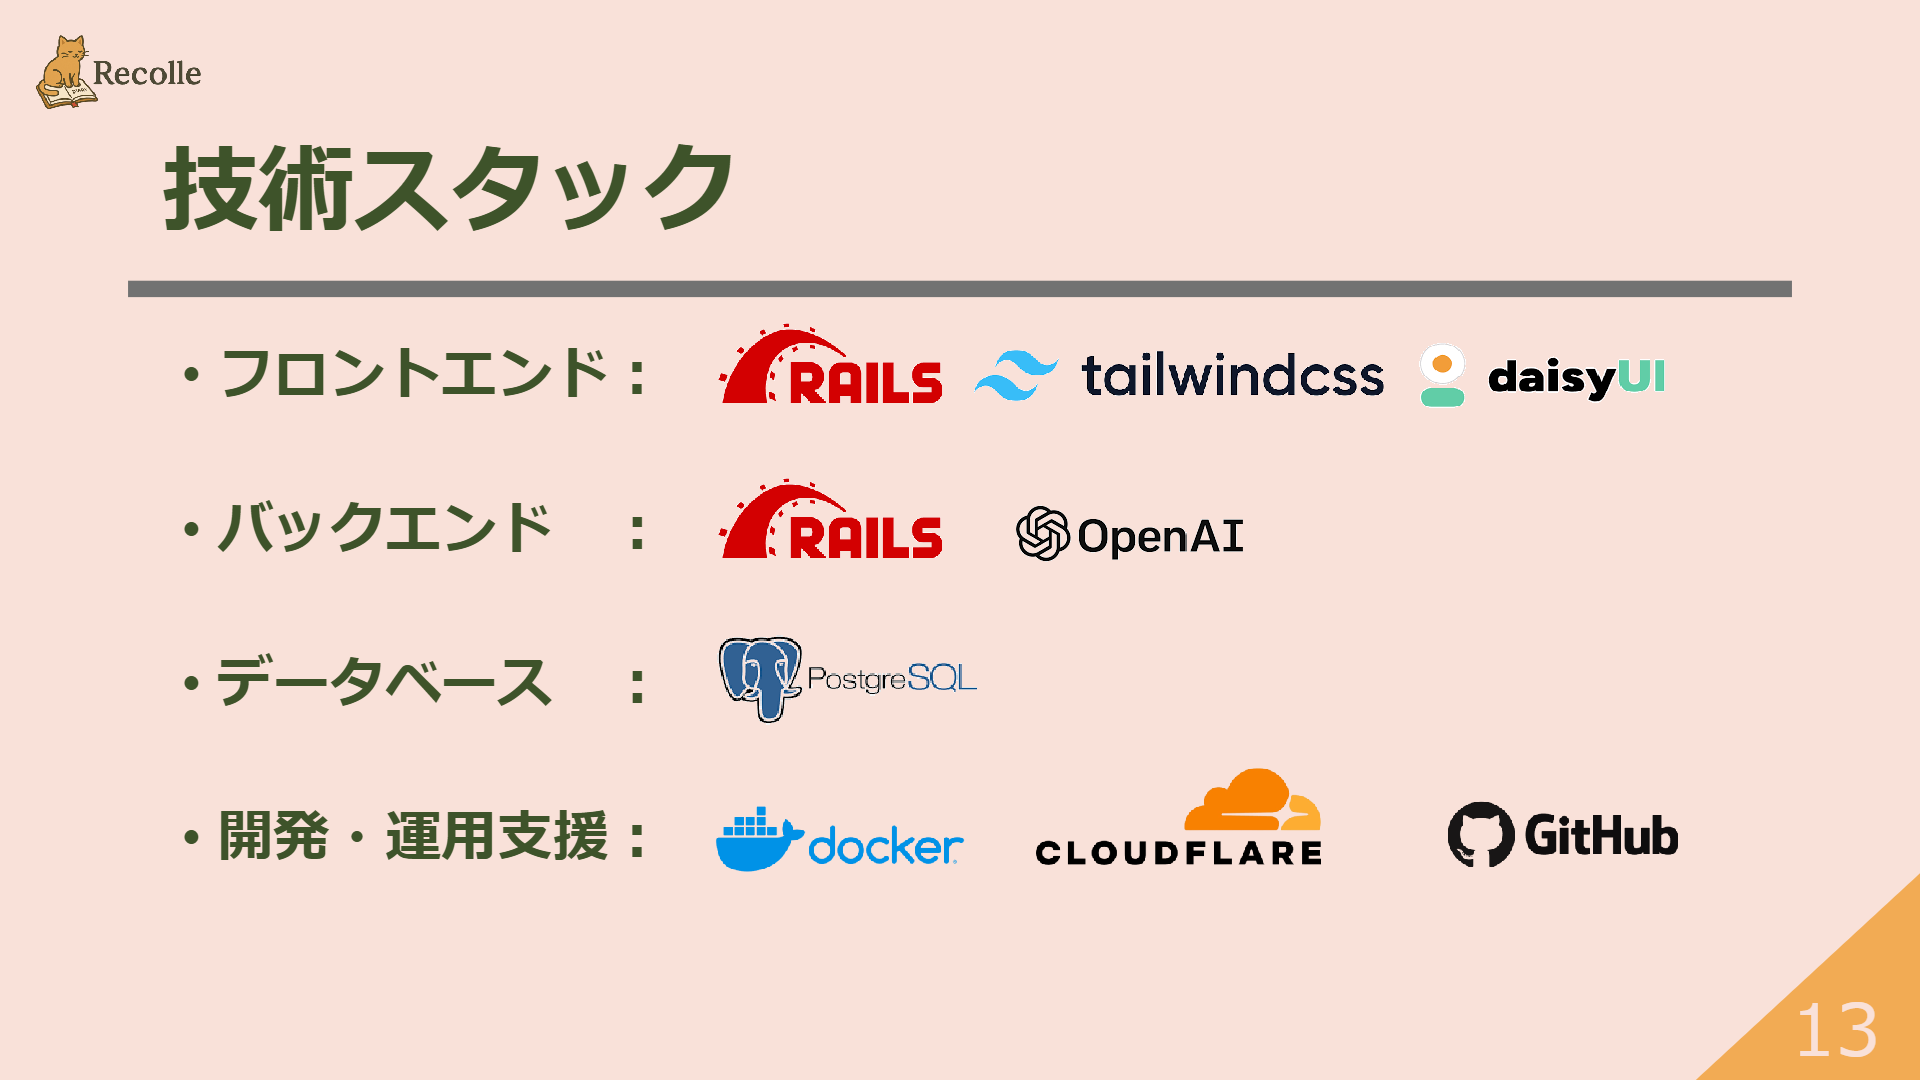 Recolle
技術スタック
• フロントエンド： RAILS tailwindcss daisyUI
• バックエンド ： RAILS OpenAI
• データベース ： PostgreSQL
• 開発・運用支援： docker CLOUDFLARE GitHub
13